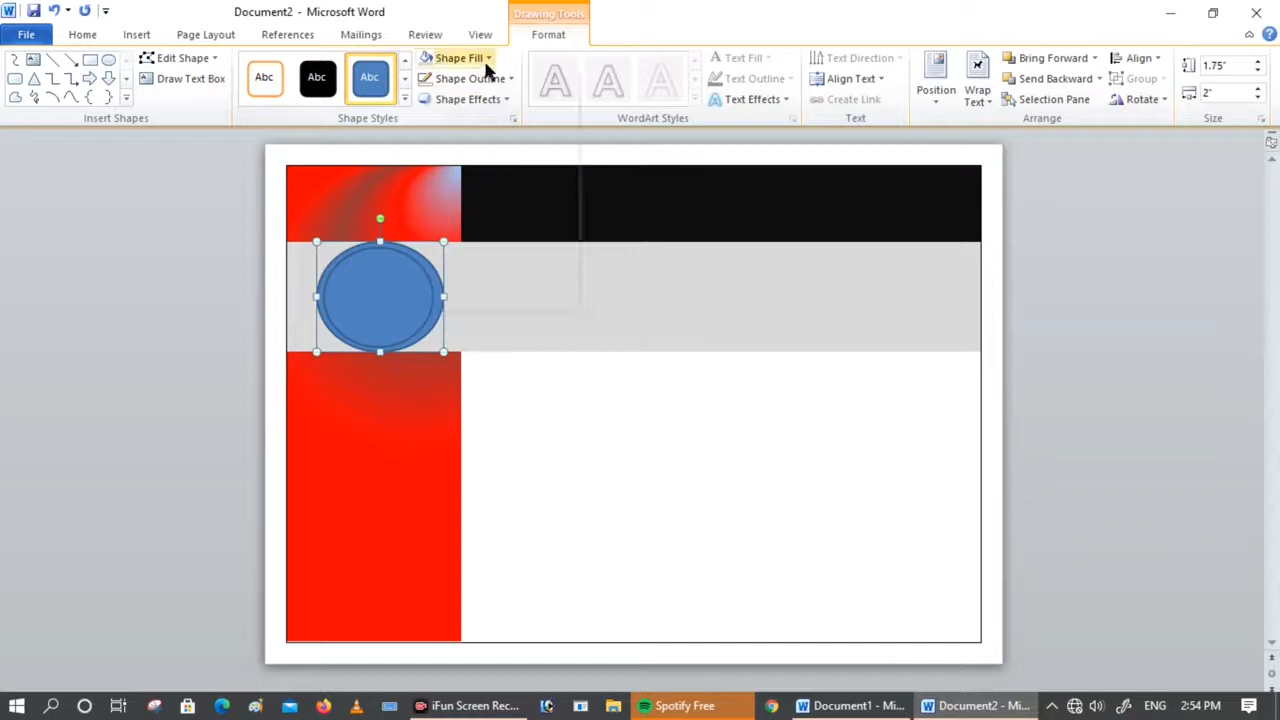 Document2 - Microsoft Word
Drawing Tools
File Home Insert Page Layout References Mailings Review View Format
Edit Shape
Draw Text Box
Insert Shapes
Abc Abc Abc
Shape Fill
Shape Outline
Shape Effects
Shape Styles
A A A
Text Fill
Text Outline
Text Effects
WordArt Styles
Text Direction
Align Text
Create Link
Text
Position
Wrap
Text
Bring Forward
Send Backward
Selection Pane
Align
Group
Rotate
Arrange
1.75"
2"
Size
iFun Screen Rec...
Spotify Free
Document1 - Mi...
Document2 - Mi...
ENG
2:54 PM